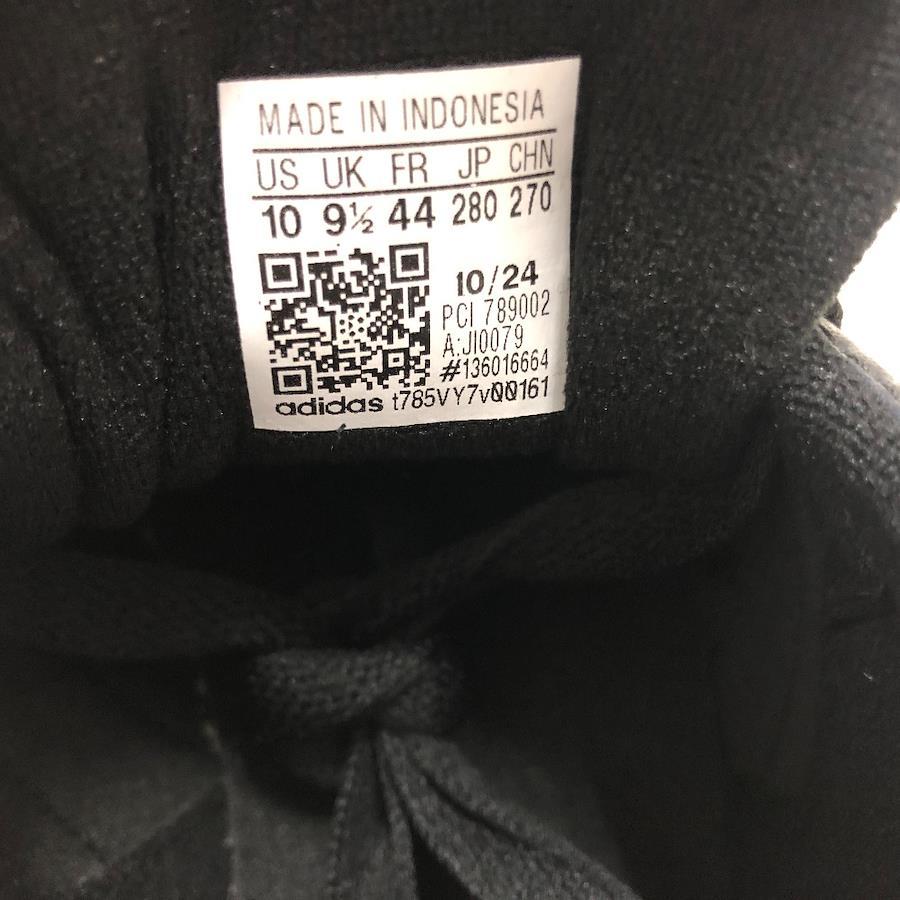 MADE IN INDONESIA
US UK FR JP CHN
10 9½ 44 280 270
10/24
PCI 789002
A:JI0079
#136016664
adidas t785VY7v00161